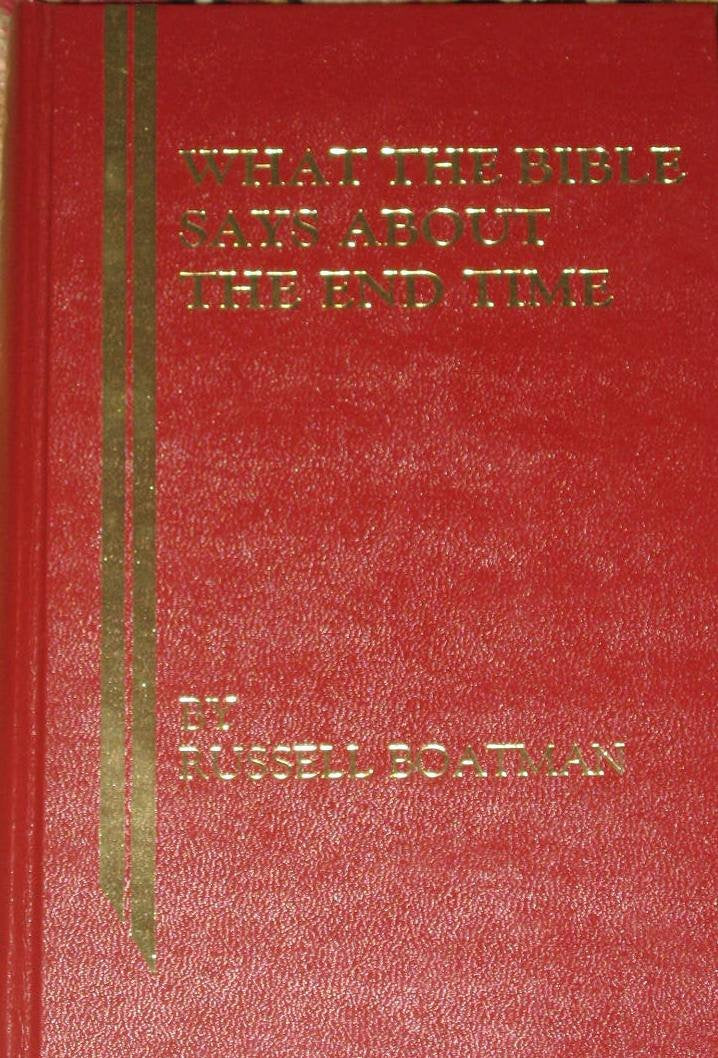 WHAT THE BIBLE
SAYS ABOUT
THE END TIME
BY
RUSSELL BOATMAN